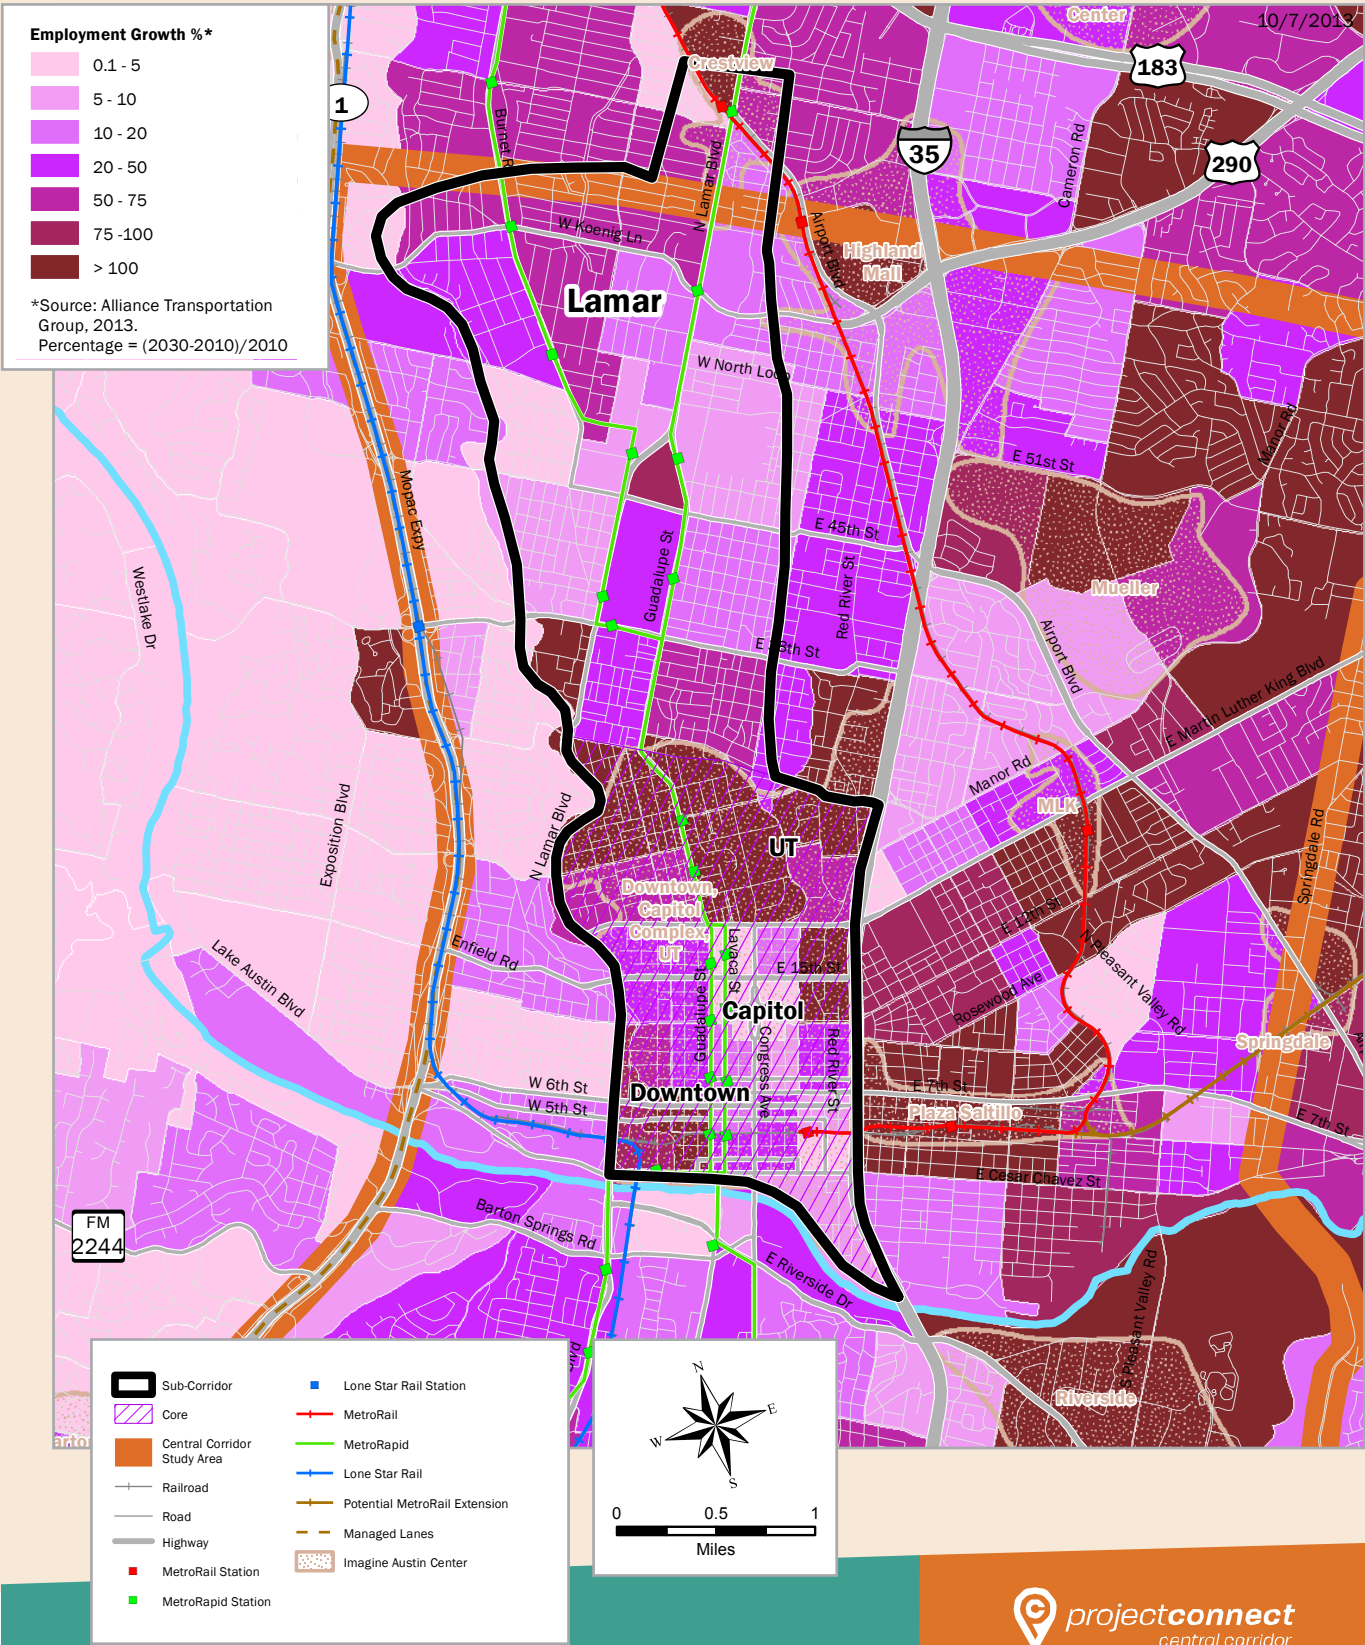 Employment Growth %*
0.1 - 5
5 - 10
10 - 20
20 - 50
50 - 75
75 -100
> 100
*Source: Alliance Transportation
Group, 2013.
Percentage = (2030-2010)/2010
10/7/2013
Center
183
Crestview
1
Burnet R
35
290
Cameron Rd
N Lamar Blvd
W Koenig Ln
Airport Blvd
Highland
Mall
Lamar
W North Loop
Manor Rd
E 51st St
Mopac Expy
E 45th St
Guadalupe St
Red River St
Westlake Dr
Mueller
E 38th St
Airport Blvd
E Martin Luther King Blvd
Manor Rd
MLK
Exposition Blvd
N Lamar Blvd
UT
Springdale Rd
Downtown,
Capitol
Complex,
UT
E 12th St
N Pleasant Valley Rd
Enfield Rd
Lavaca St
E 15th St
Lake Austin Blvd
Guadalupe St
Capitol
Rosewood Ave
Congress Ave
Red River St
Springdale
W 6th St
W 5th St
Downtown
E 7th St
Plaza Saltillo
E 7th St
E Cesar Chavez St
FM
2244
Barton Springs Rd
E Riverside Dr
S Pleasant Valley Rd
Riverside
Blvd
Sub-Corridor
Core
Central Corridor
Study Area
Railroad
Road
Highway
MetroRail Station
MetroRapid Station
Lone Star Rail Station
MetroRail
MetroRapid
Lone Star Rail
Potential MetroRail Extension
Managed Lanes
Imagine Austin Center
N
E
W
S
0 0.5 1
Miles
projectconnect
central corridor